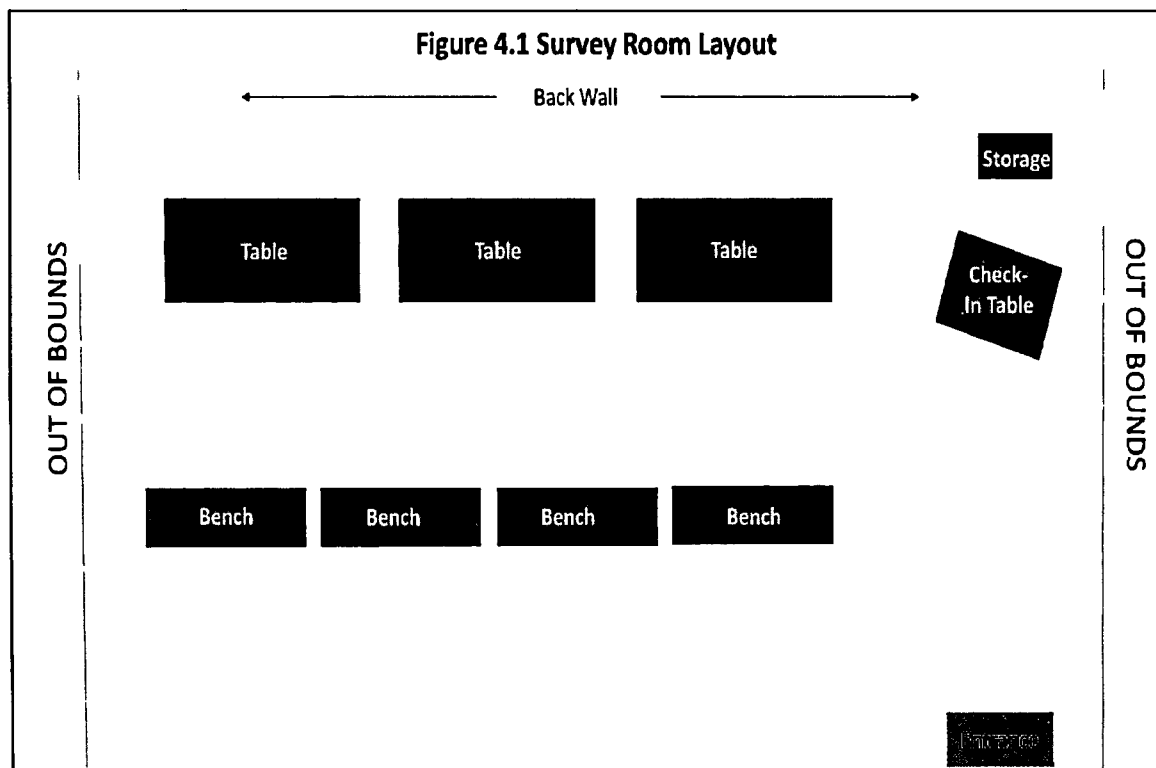 Figure 4.1 Survey Room Layout
Back Wall
Storage
Table
Table
Table
Check-
In Table
OUT OF BOUNDS
OUT OF BOUNDS
Bench
Bench
Bench
Bench
Entrance